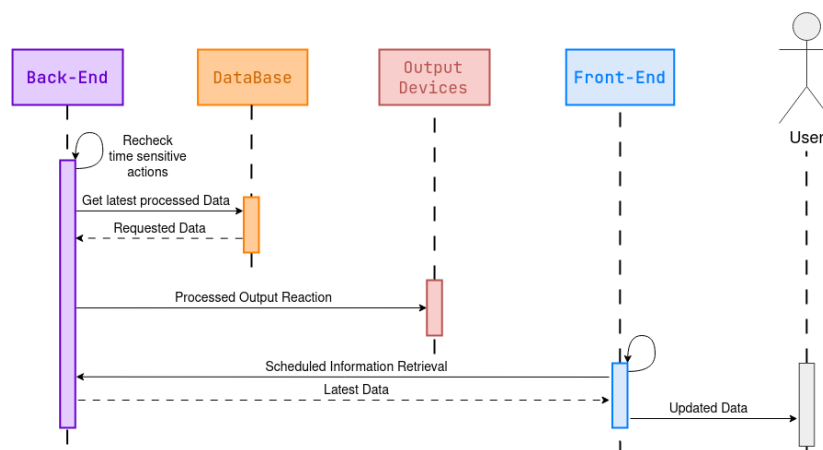 Back-End
DataBase
Output
Devices
Front-End
User
Recheck
time sensitive
actions
Get latest processed Data
Requested Data
Processed Output Reaction
Scheduled Information Retrieval
Latest Data
Updated Data